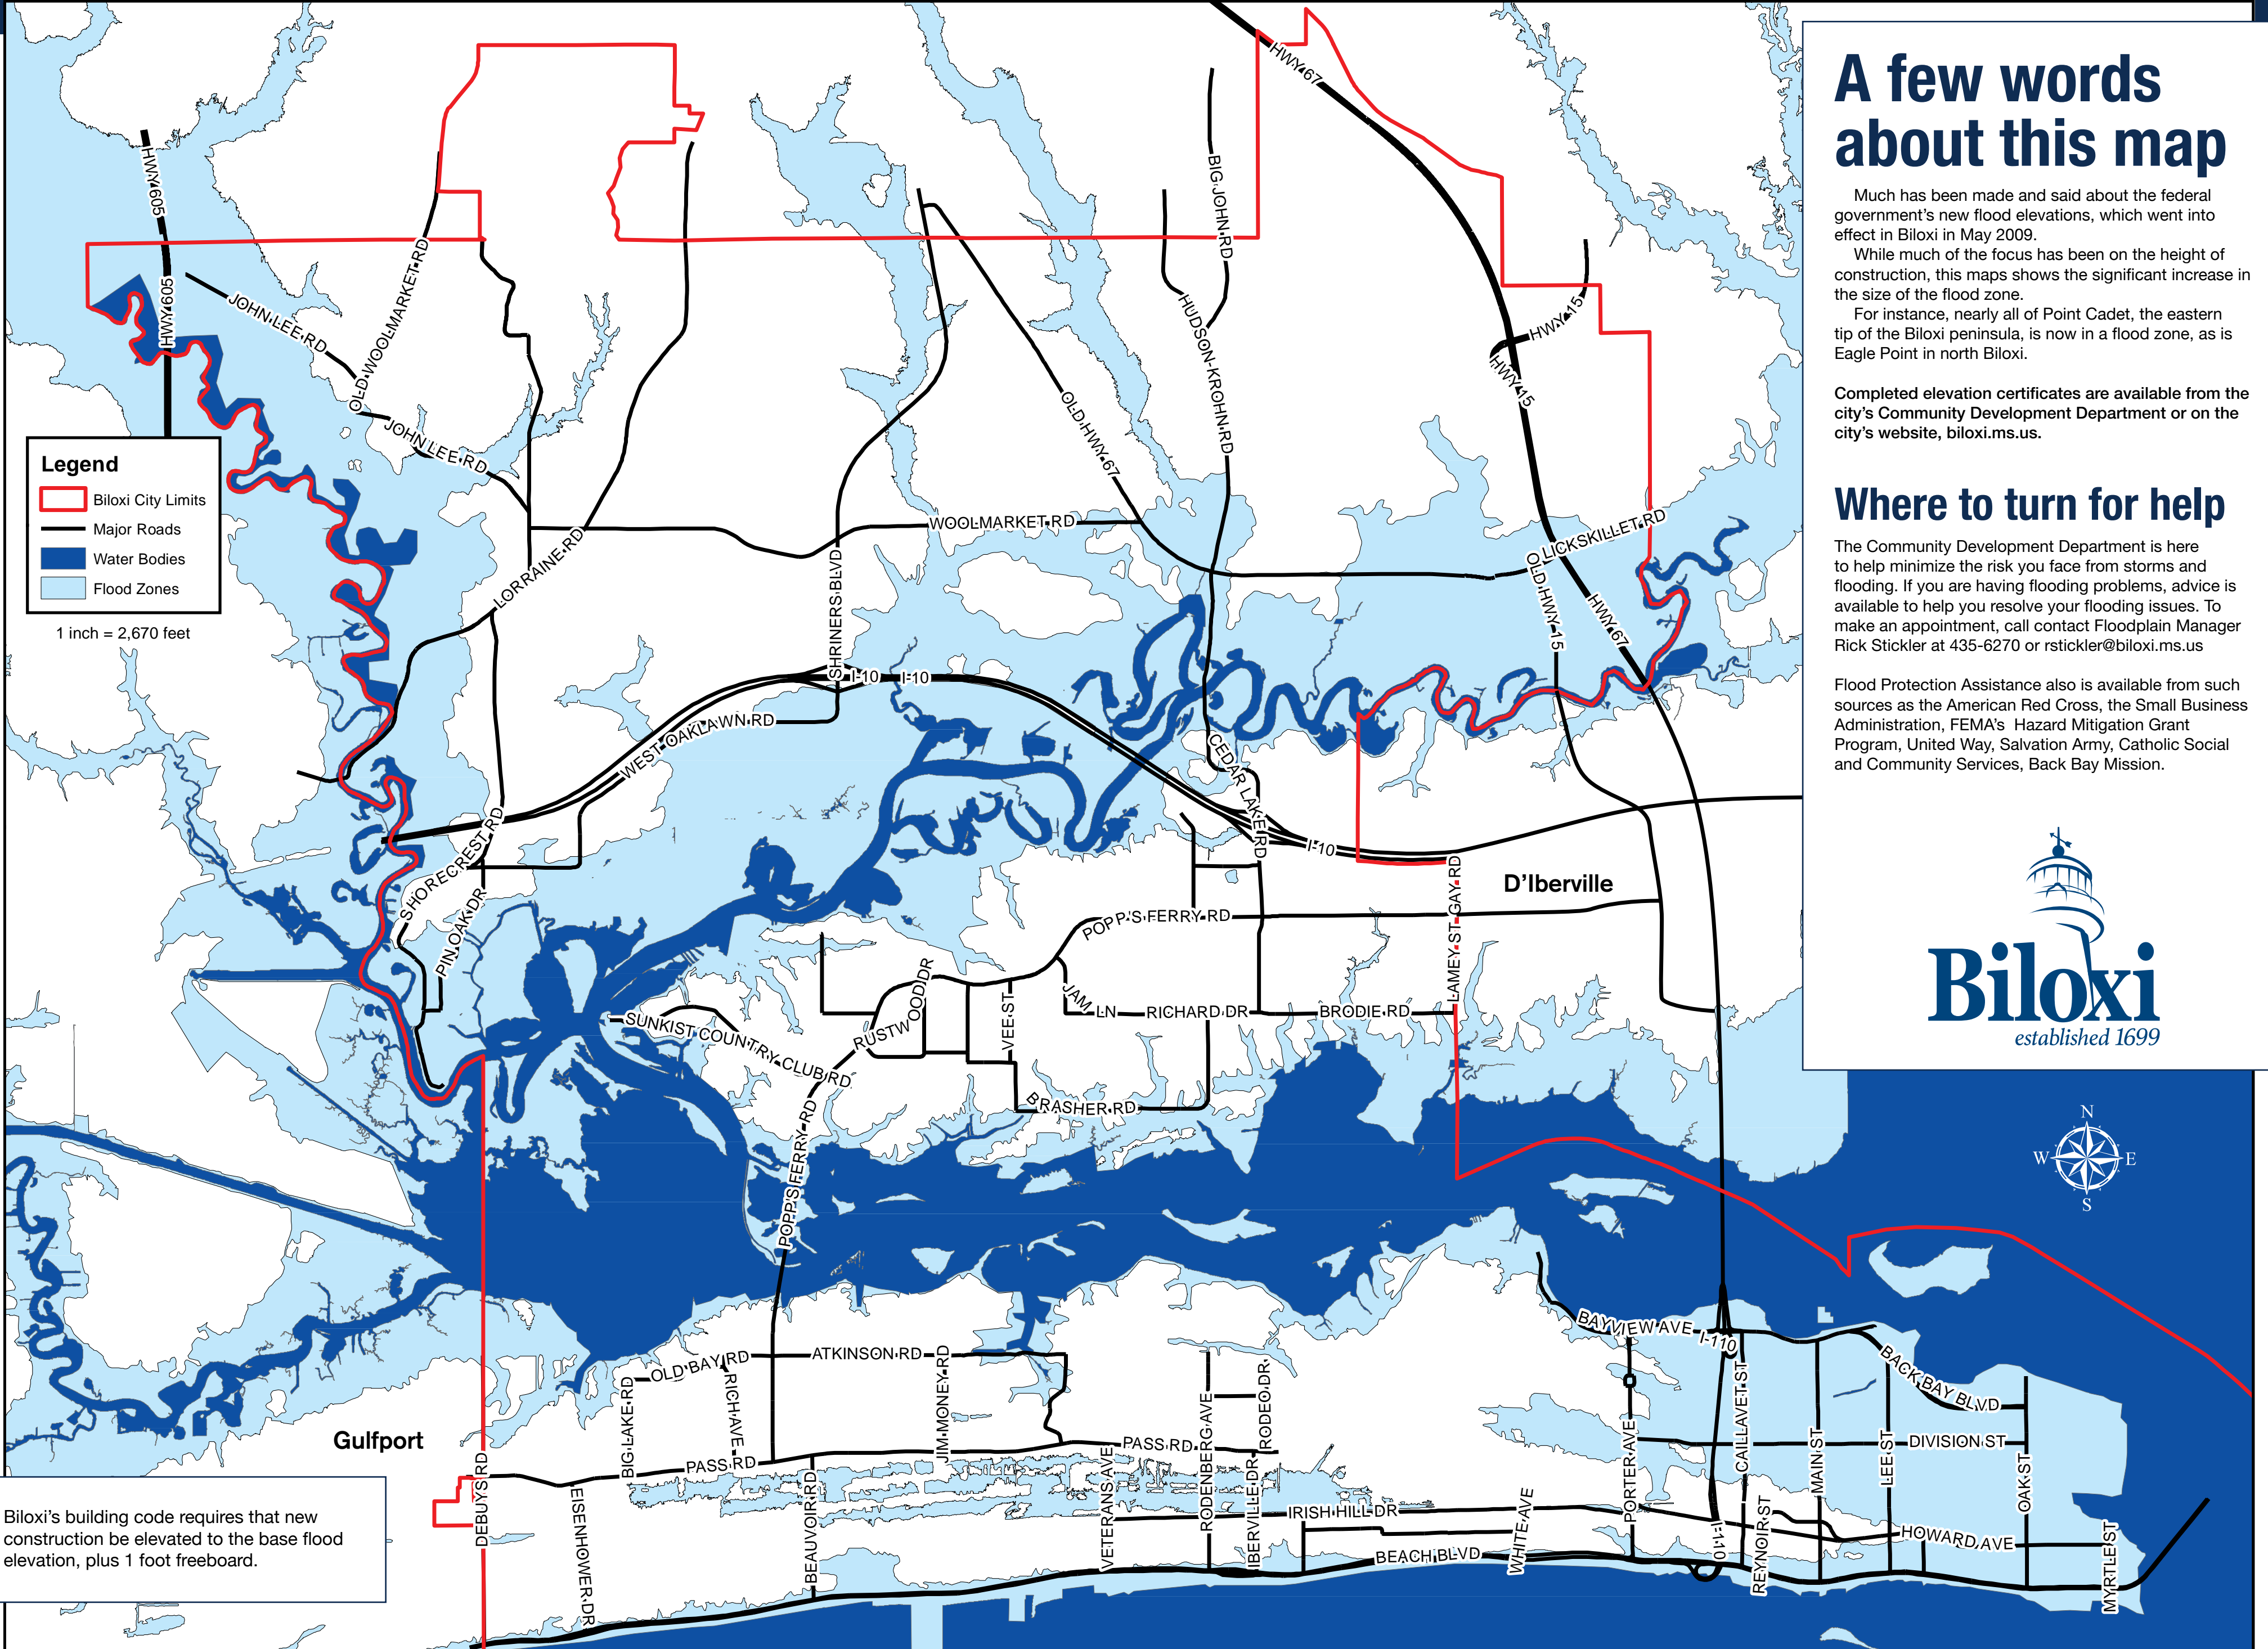 A few words
about this map
Much has been made and said about the federal
government's new flood elevations, which went into
effect in Biloxi in May 2009.
While much of the focus has been on the height of
construction, this maps shows the significant increase in
the size of the flood zone.
For instance, nearly all of Point Cadet, the eastern
tip of the Biloxi peninsula, is now in a flood zone, as is
Eagle Point in north Biloxi.
Completed elevation certificates are available from the
city's Community Development Department or on the
city's website, biloxi.ms.us.
Where to turn for help
The Community Development Department is here
to help minimize the risk you face from storms and
flooding. If you are having flooding problems, advice is
available to help you resolve your flooding issues. To
make an appointment, call contact Floodplain Manager
Rick Stickler at 435-6270 or rstickler@biloxi.ms.us
Flood Protection Assistance also is available from such
sources as the American Red Cross, the Small Business
Administration, FEMA's Hazard Mitigation Grant
Program, United Way, Salvation Army, Catholic Social
and Community Services, Back Bay Mission.
Biloxi
established 1699
N
W E
S
Legend
Biloxi City Limits
Major Roads
Water Bodies
Flood Zones
1 inch = 2,670 feet
HWY 67
HWY 605
BIG JOHN RD
HWY 605
JOHN LEE RD
OLD WOOLMARKET RD
HUDSON-KROHN RD
HWY 15
HWY 15
OLD HWY 67
JOHN LEE RD
WOOLMARKET RD
LORRAINE RD
SHRINERS BLVD
O LICKSKILLET RD
OLD HWY 15
HWY 67
I-10
I-10
WEST OAKLAWN RD
CEDAR LAKE RD
I-10
SHORECREST RD
PIN OAK DR
LAMEY ST
GAY RD
D'Iberville
POPP'S FERRY RD
RUSTWOOD DR
JAM LN
RICHARD DR
BRODIE RD
VEE ST
SUNKIST COUNTRY CLUB RD
BRASHER RD
POPP'S FERRY RD
BAYVIEW AVE
I-110
BACK BAY BLVD
OLD BAY RD
ATKINSON RD
BIG LAKE RD
RICH AVE
JIM MONEY RD
RODEO DR
CAILLAVET ST
Gulfport
PASS RD
PASS RD
DIVISION ST
DEBUYS RD
EISENHOWER DR
BEAUVOIR RD
VETERANS AVE
RODENBERG AVE
IBERVILLE DR
IRISH HILL DR
BEACH BLVD
WHITE AVE
PORTER AVE
I-110
REYNOIR ST
MAIN ST
LEE ST
HOWARD AVE
OAK ST
MYRTLE ST
Biloxi's building code requires that new
construction be elevated to the base flood
elevation, plus 1 foot freeboard.